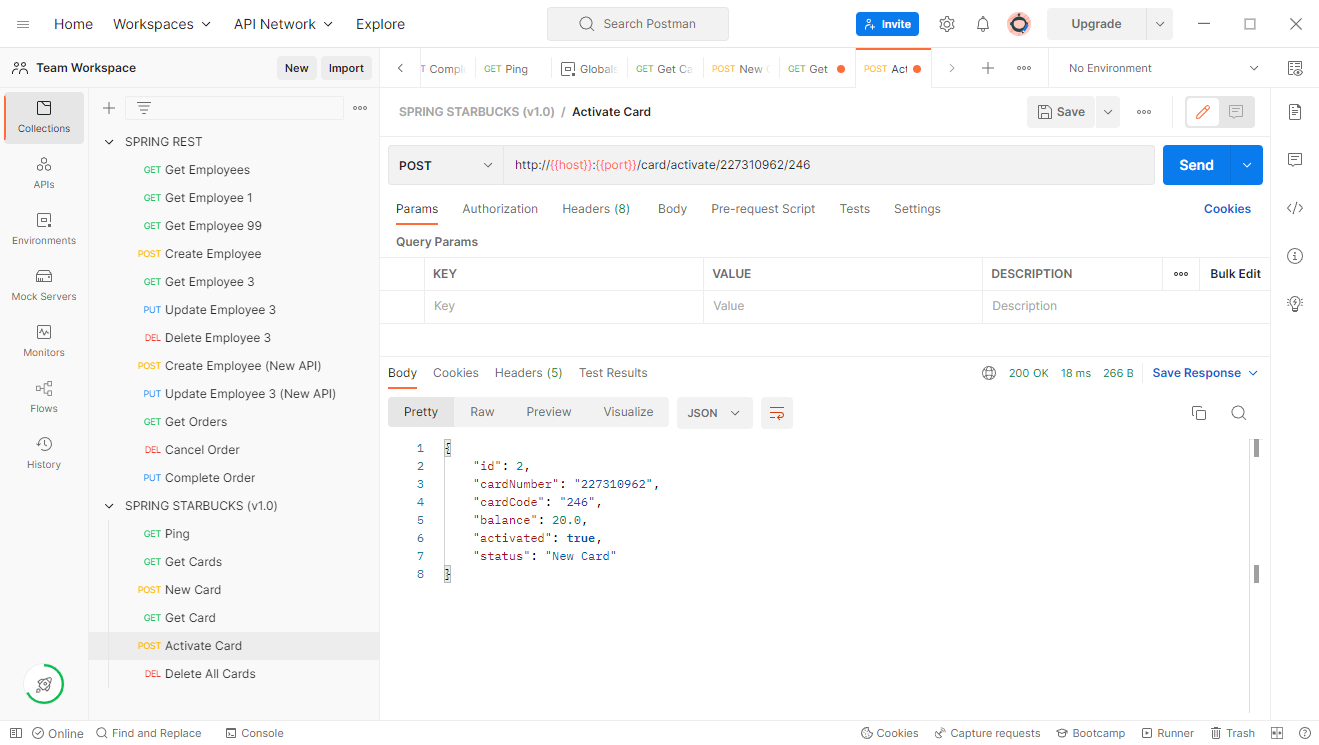 Home Workspaces API Network Explore Search Postman Invite Upgrade
Team Workspace New Import
Comple GET Ping Globals GET Get Ca POST New C GET Get POST Act No Environment
Collections
APIs
Environments
Mock Servers
Monitors
Flows
History
SPRING REST
GET Get Employees
GET Get Employee 1
GET Get Employee 99
POST Create Employee
GET Get Employee 3
PUT Update Employee 3
DEL Delete Employee 3
POST Create Employee (New API)
PUT Update Employee 3 (New API)
GET Get Orders
DEL Cancel Order
PUT Complete Order
SPRING STARBUCKS (v1.0)
GET Ping
GET Get Cards
POST New Card
GET Get Card
POST Activate Card
DEL Delete All Cards
SPRING STARBUCKS (v1.0) / Activate Card Save
POST http://{{host}}:{{port}}/card/activate/227310962/246 Send
Params Authorization Headers (8) Body Pre-request Script Tests Settings Cookies
Query Params
KEY VALUE DESCRIPTION Bulk Edit
Key Value Description
Body Cookies Headers (5) Test Results 200 OK 18 ms 266 B Save Response
Pretty Raw Preview Visualize JSON
1 {
2 "id": 2,
3 "cardNumber": "227310962",
4 "cardCode": "246",
5 "balance": 20.0,
6 "activated": true,
7 "status": "New Card"
8 }
Online Find and Replace Console Cookies Capture requests Bootcamp Runner Trash